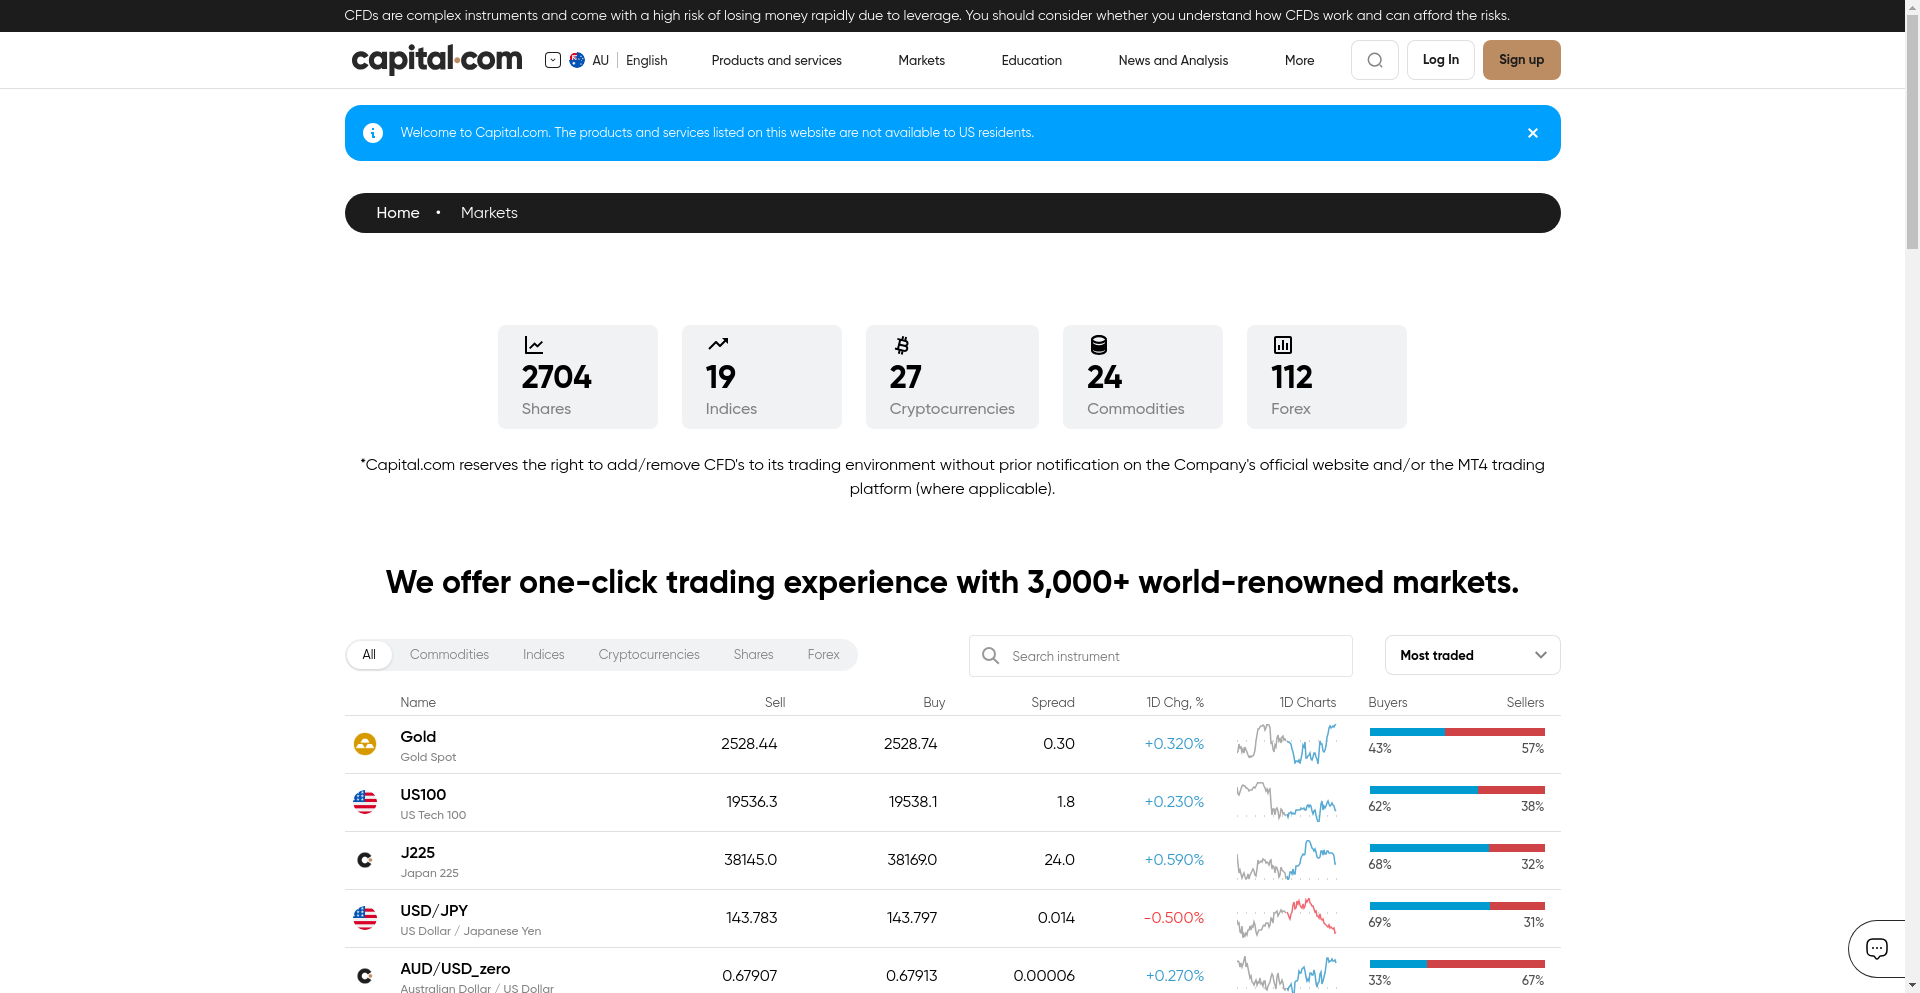 CFDs are complex instruments and come with a high risk of losing money rapidly due to leverage. You should consider whether you understand how CFDs work and can afford the risks.
capital.com AU English Products and services Markets Education News and Analysis More Log In Sign up
Welcome to Capital.com. The products and services listed on this website are not available to US residents.
Home • Markets
2704 19 27 24 112
Shares Indices Cryptocurrencies Commodities Forex
*Capital.com reserves the right to add/remove CFD's to its trading environment without prior notification on the Company's official website and/or the MT4 trading
platform (where applicable).
We offer one-click trading experience with 3,000+ world-renowned markets.
All Commodities Indices Cryptocurrencies Shares Forex Search instrument Most traded
Name Sell Buy Spread 1D Chg, % 1D Charts Buyers Sellers
Gold 2528.44 2528.74 0.30 +0.320% 43% 57%
Gold Spot
US100 19536.3 19538.1 1.8 +0.230% 62% 38%
US Tech 100
J225 38145.0 38169.0 24.0 +0.590% 68% 32%
Japan 225
USD/JPY 143.783 143.797 0.014 -0.500% 69% 31%
US Dollar / Japanese Yen
AUD/USD_zero 0.67907 0.67913 0.00006 +0.270% 33% 67%
Australian Dollar / US Dollar